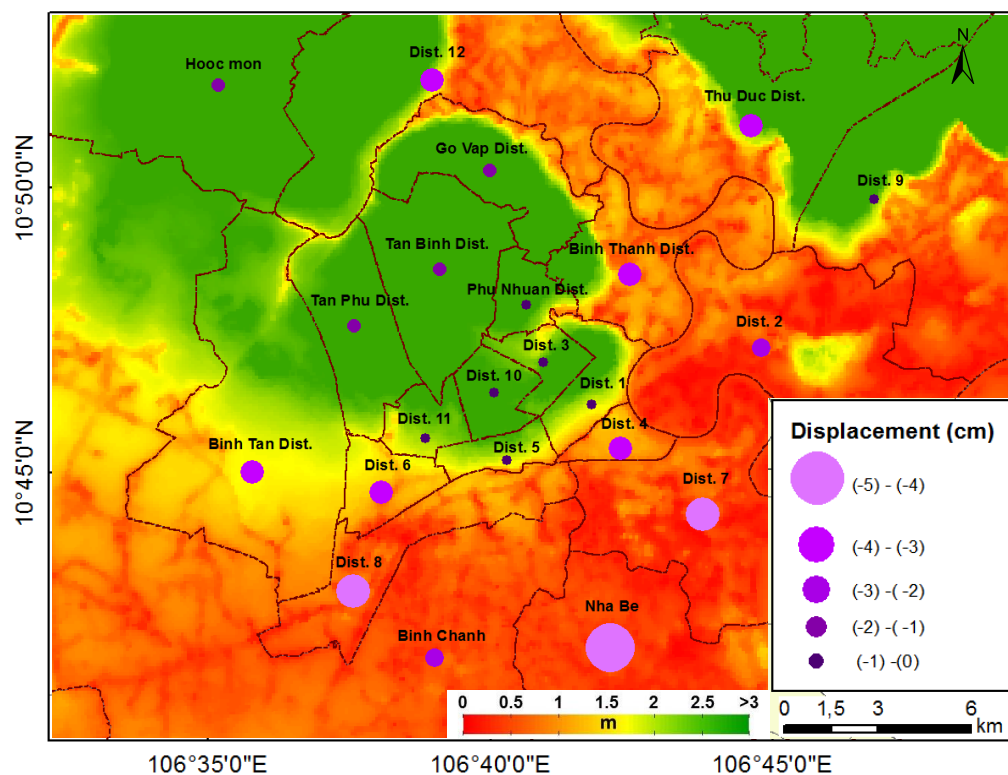 N
Dist. 12
Hooc mon
Thu Duc Dist.
Go Vap Dist.
Dist. 9
10°50'0"N
Tan Binh Dist.
Binh Thanh Dist.
Phu Nhuan Dist.
Tan Phu Dist.
Dist. 2
Dist. 3
Dist. 10
Dist. 1
Dist. 11
Dist. 4
Binh Tan Dist.
Dist. 5
Dist. 6
10°45'0"N
Dist. 7
Dist. 8
Nha Be
Binh Chanh
Displacement (cm)
(-5) - (-4)
(-4) - (-3)
(-3) - (-2)
(-2) - (-1)
(-1) -(0)
0 0.5 1 1.5 2 2.5 >3
m
0 1,5 3 6
km
106°35'0"E 106°40'0"E 106°45'0"E